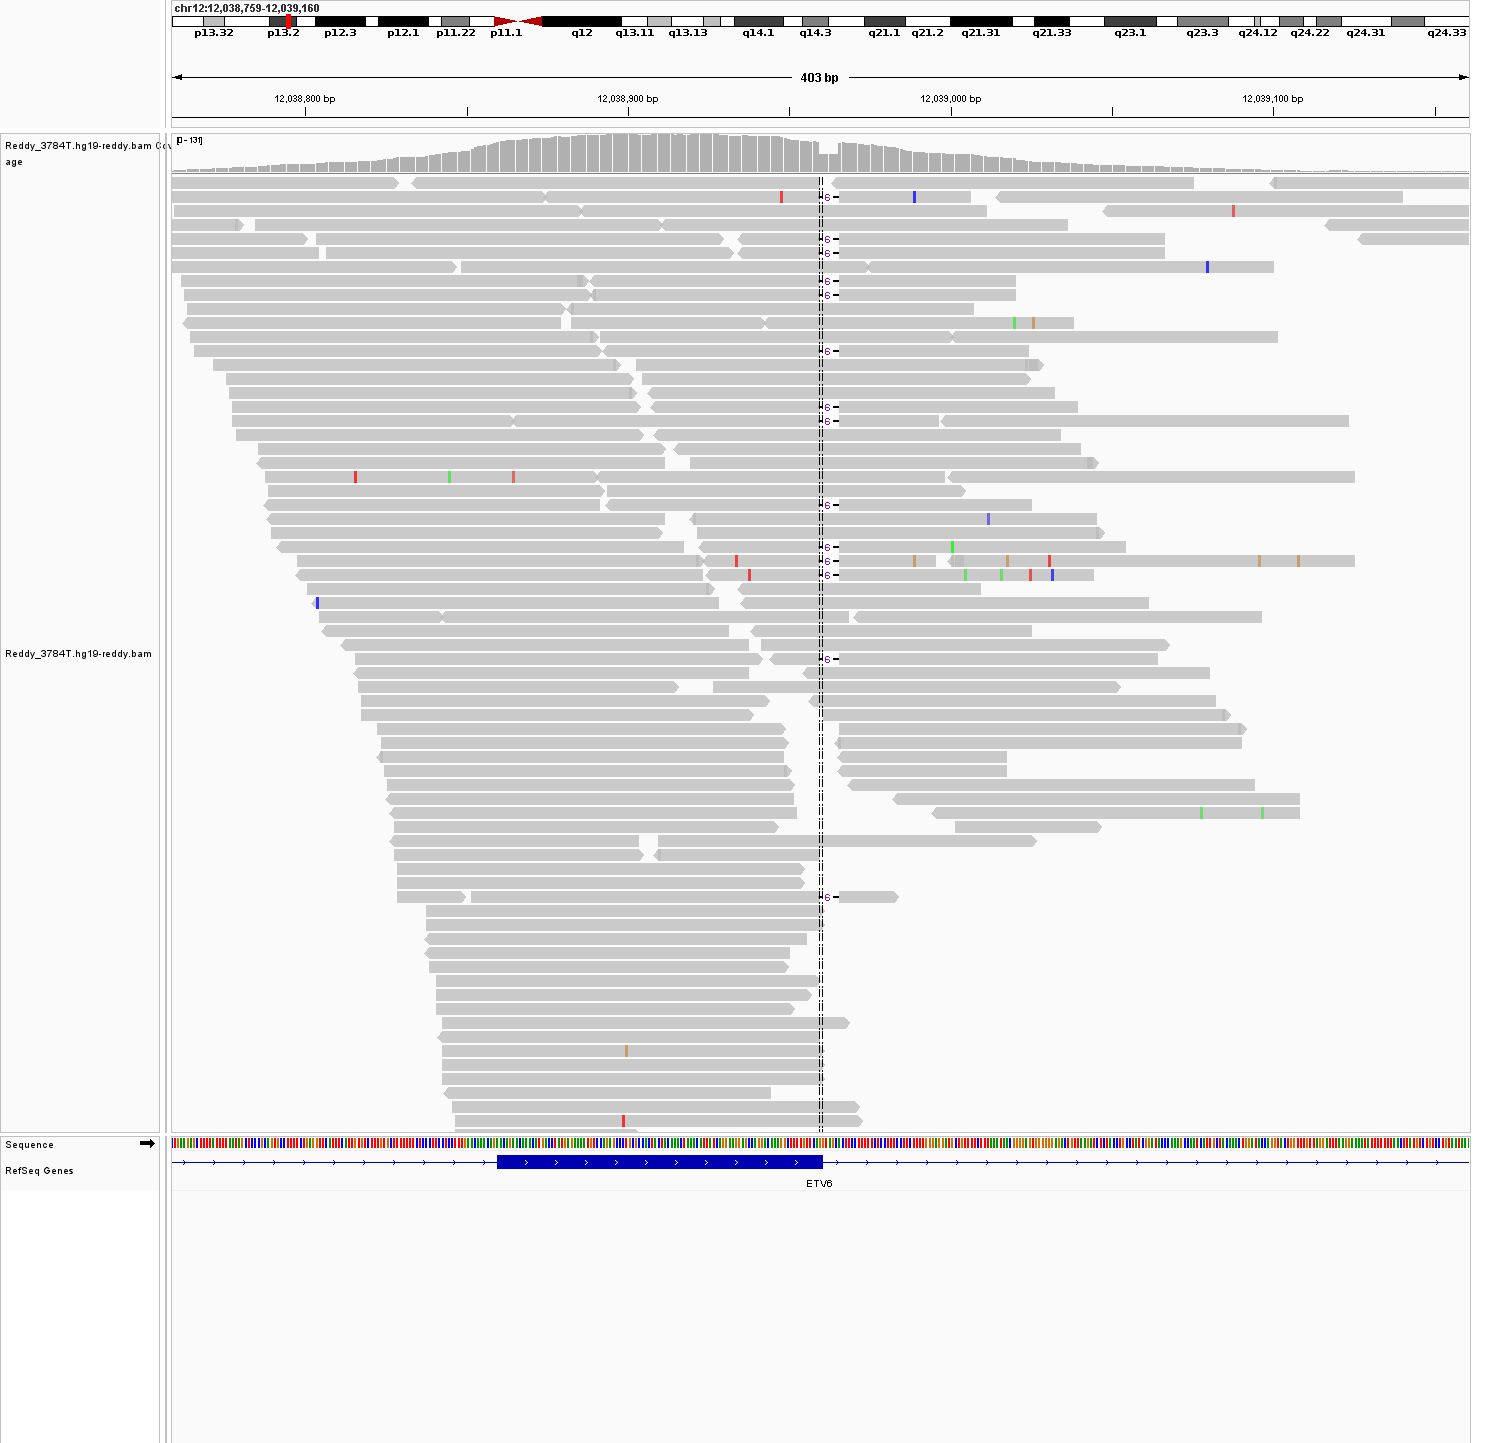 chr12:12,038,759-12,039,160
p13.32 p13.2 p12.3 p12.1 p11.22 p11.1 q12 q13.11 q13.13 q14.1 q14.3 q21.1 q21.2 q21.31 q21.33 q23.1 q23.3 q24.12 q24.22 q24.31 q24.33
403 bp
12,038,800 bp 12,038,900 bp 12,039,000 bp 12,039,100 bp
Reddy_3784T.hg19-reddy.bam Cov
age
[0 - 131]
6
6
6
6
6
6
6
6
6
6
6
6
Reddy_3784T.hg19-reddy.bam
6
6
Sequence
RefSeq Genes
ETV6